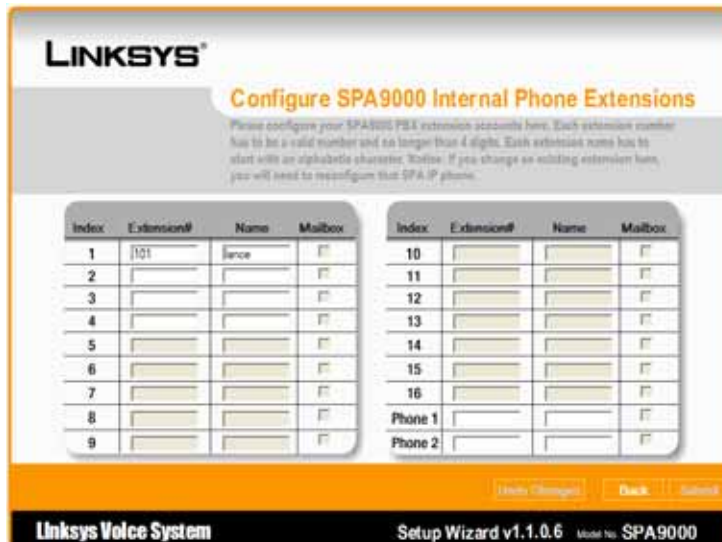 LINKSYS®
Configure SPA9000 Internal Phone Extensions
Please configure your SPA9000 PBX extension accounts here. Each extension number
has to be a valid number and no longer than 4 digits. Each extension name has to
start with an alphabetic character. Notice: If you change an existing extension here,
you will need to reconfigure that SPA IP phone.
Index Extension# Name Mailbox
1 101 lance
2
3
4
5
6
7
8
9
Index Extension# Name Mailbox
10
11
12
13
14
15
16
Phone 1
Phone 2
Undo Changes Back Submit
Linksys Voice System
Setup Wizard v1.1.0.6 Model No. SPA9000